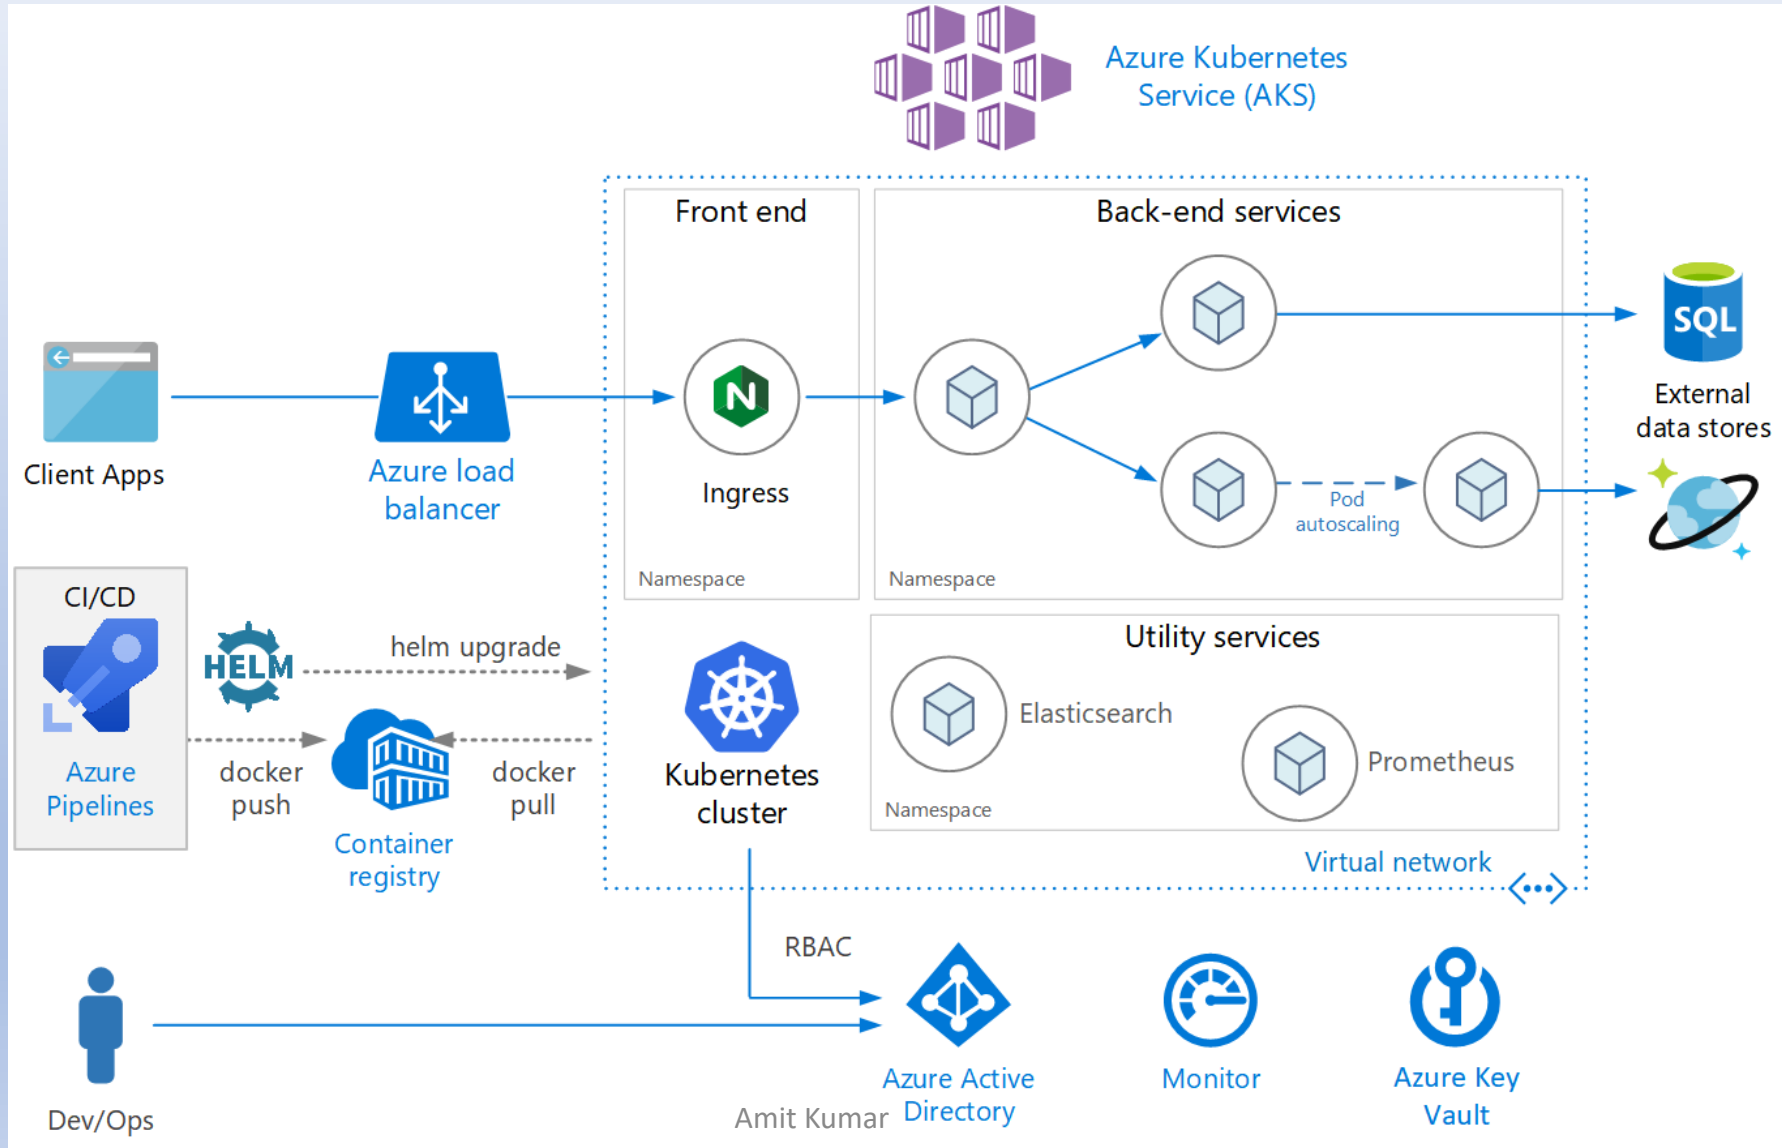 Azure Kubernetes
Service (AKS)
Front end
Back-end services
SQL
External
data stores
Client Apps
Azure load
balancer
N
Ingress
Pod
autoscaling
Namespace
Namespace
CI/CD
HELM
helm upgrade
Utility services
Elasticsearch
Prometheus
Azure
Pipelines
docker
push
docker
pull
Kubernetes
cluster
Namespace
Container
registry
Virtual network
RBAC
Azure Active
Directory
Monitor
Azure Key
Vault
Dev/Ops
Amit Kumar